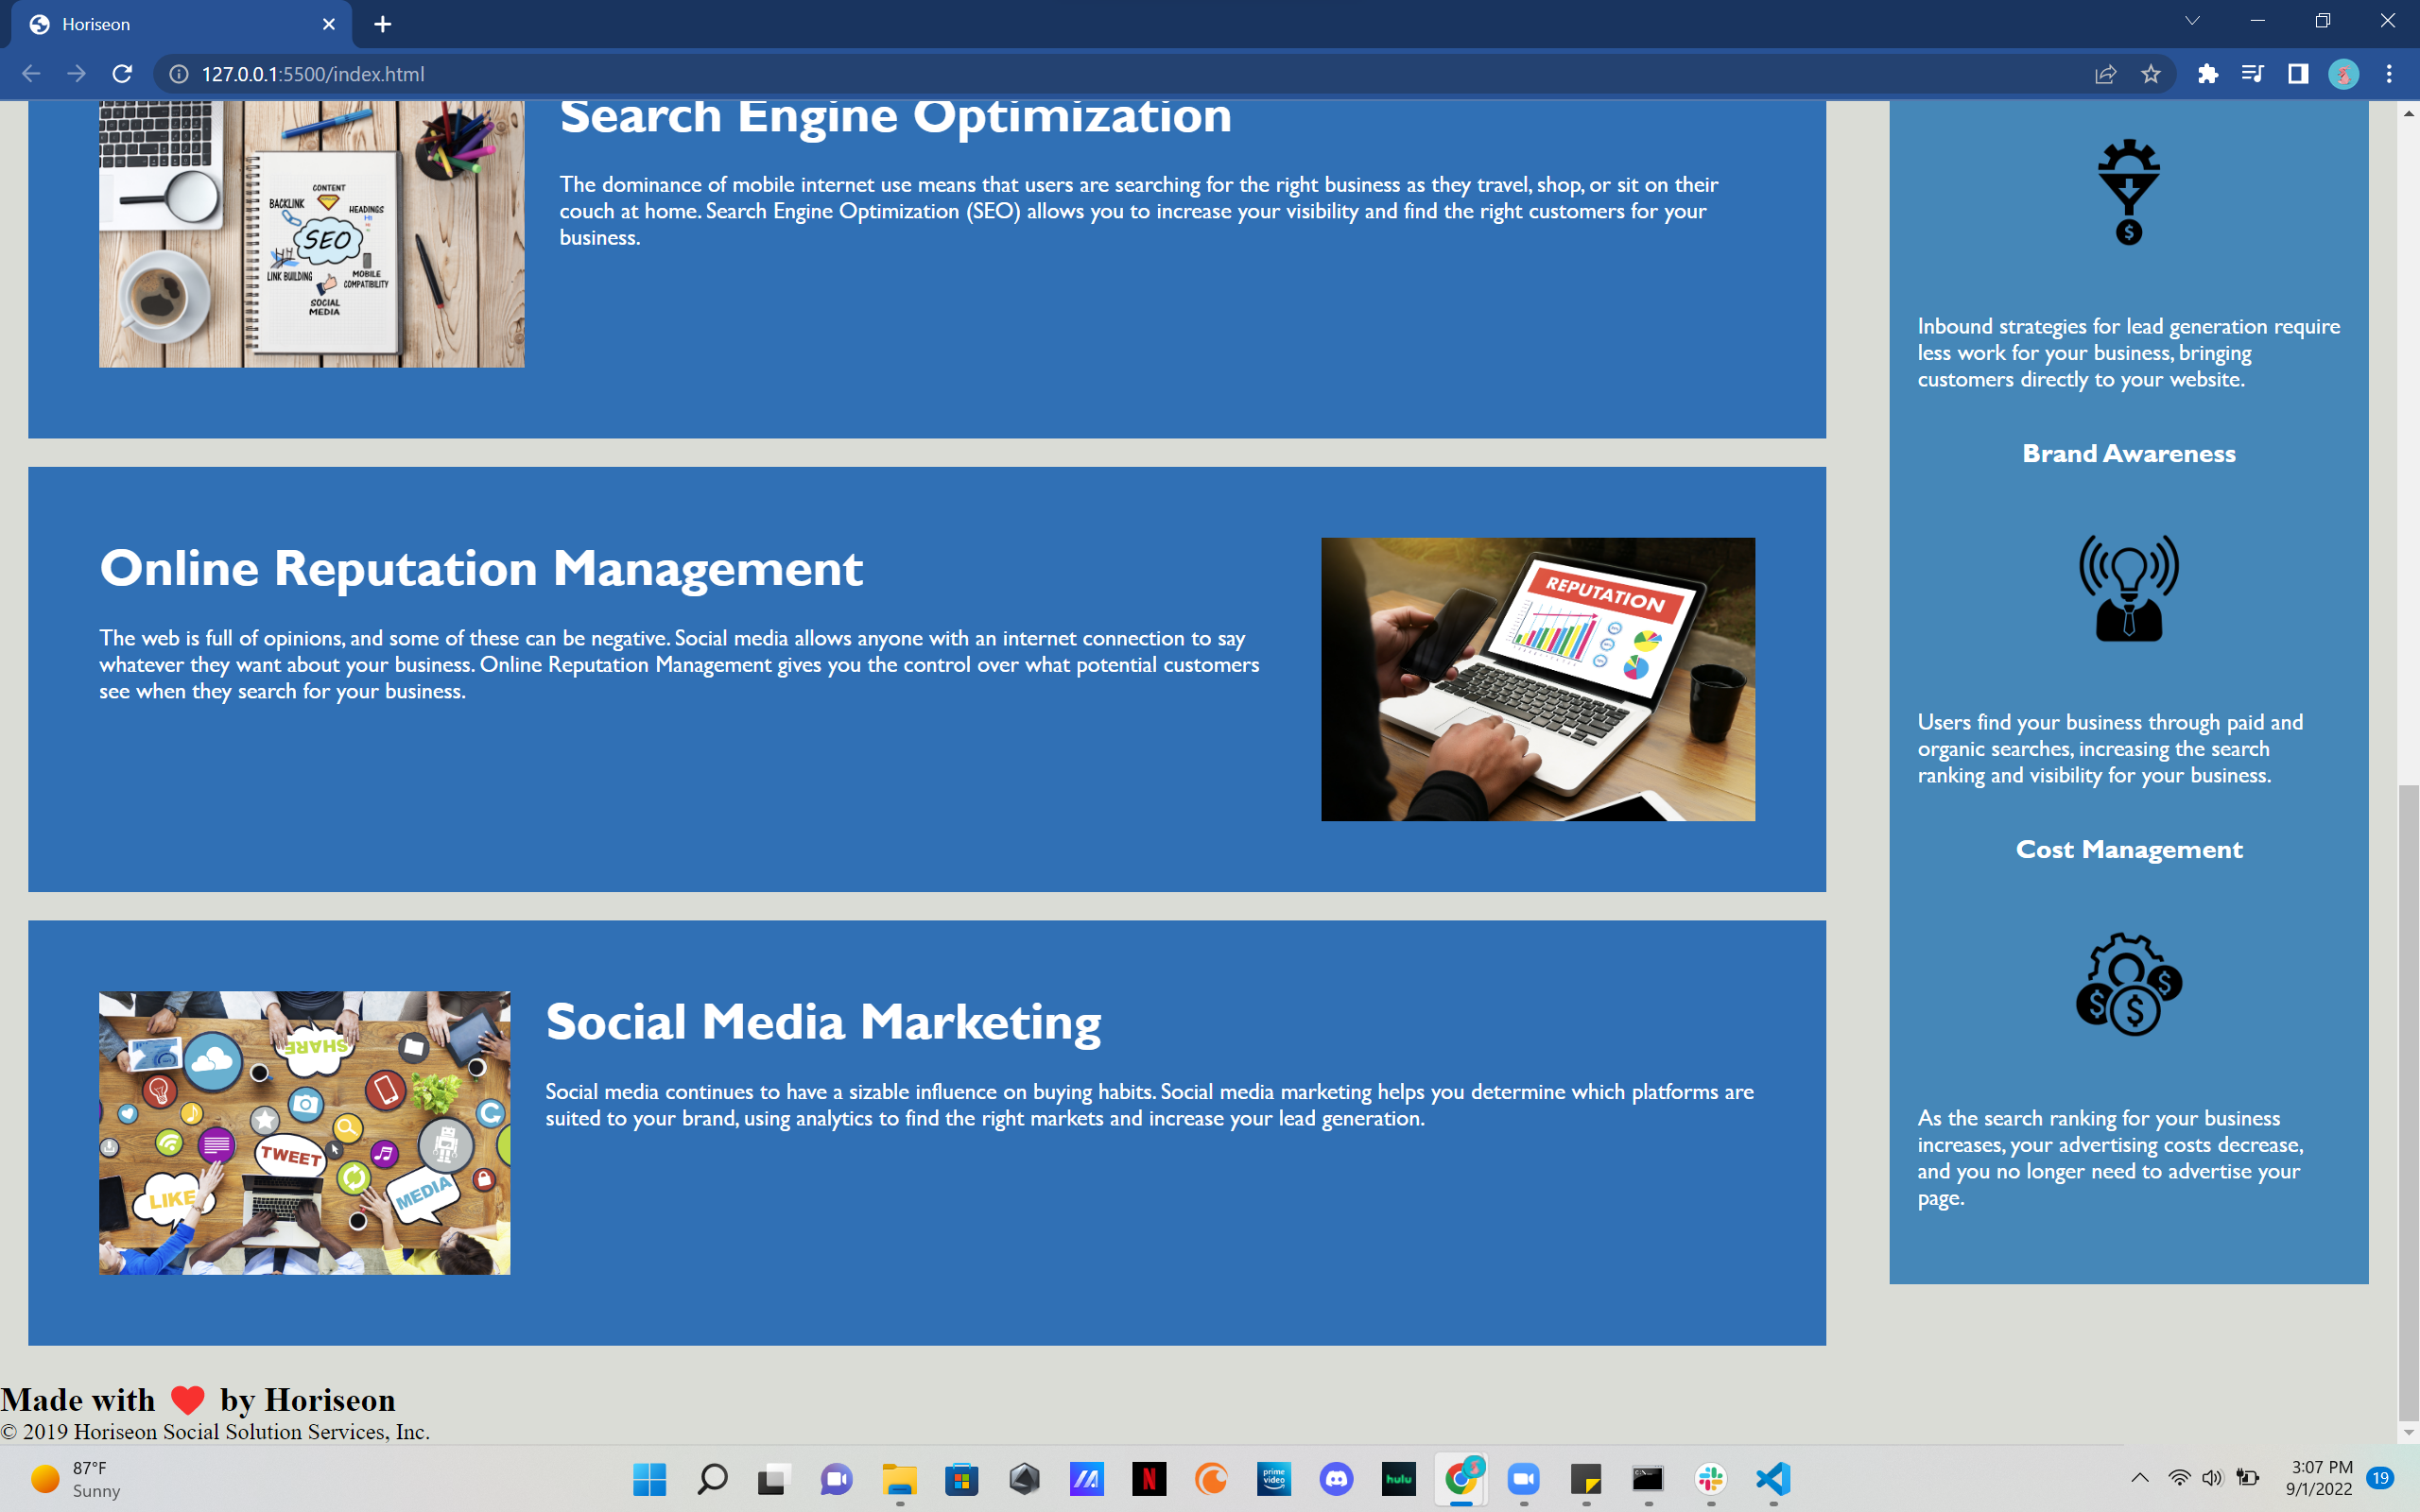 Horiseon
127.0.0.1:5500/index.html
Search Engine Optimization
The dominance of mobile internet use means that users are searching for the right business as they travel, shop, or sit on their
couch at home. Search Engine Optimization (SEO) allows you to increase your visibility and find the right customers for your
business.
CONTENT
BACKLINK
HEADINGS
SEO
LINK BUILDING
MOBILE
COMPATIBILITY
SOCIAL
MEDIA
Online Reputation Management
The web is full of opinions, and some of these can be negative. Social media allows anyone with an internet connection to say
whatever they want about your business. Online Reputation Management gives you the control over what potential customers
see when they search for your business.
REPUTATION
SHARE
TWEET
LIKE
MEDIA
Social Media Marketing
Social media continues to have a sizable influence on buying habits. Social media marketing helps you determine which platforms are
suited to your brand, using analytics to find the right markets and increase your lead generation.
$
Inbound strategies for lead generation require
less work for your business, bringing
customers directly to your website.
Brand Awareness
Users find your business through paid and
organic searches, increasing the search
ranking and visibility for your business.
Cost Management
$ $ $
As the search ranking for your business
increases, your advertising costs decrease,
and you no longer need to advertise your
page.
Made with ❤️ by Horiseon
© 2019 Horiseon Social Solution Services, Inc.
87°F
Sunny
N
prime
video
hulu
3:07 PM
9/1/2022
19